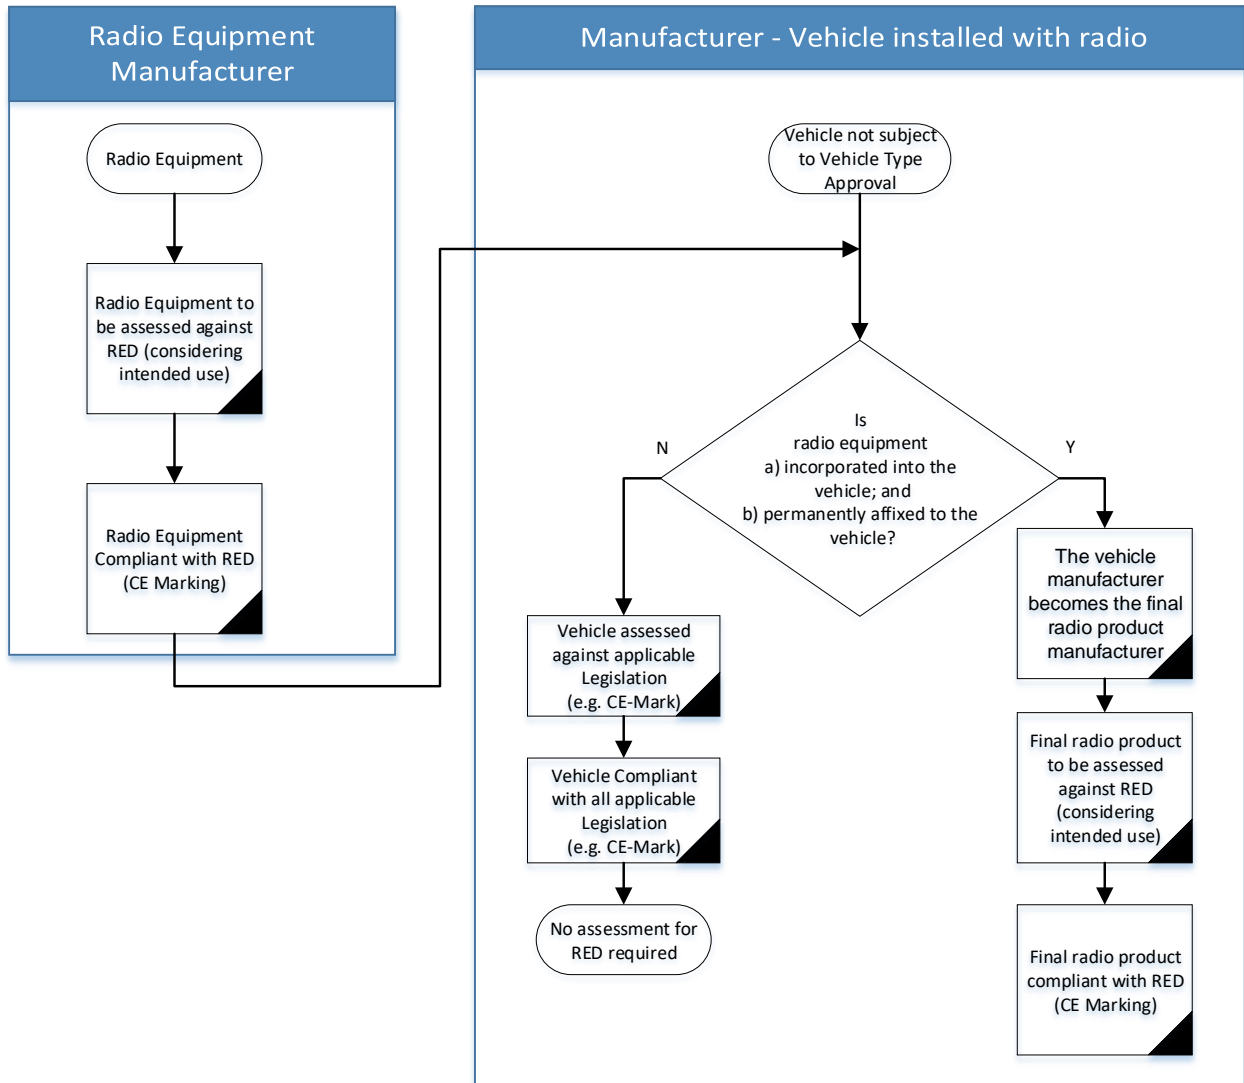 Radio Equipment
Manufacturer
Radio Equipment
Radio Equipment to
be assessed against
RED (considering
intended use)
Radio Equipment
Compliant with RED
(CE Marking)
Manufacturer - Vehicle installed with radio
Vehicle not subject
to Vehicle Type
Approval
Is
radio equipment
a) incorporated into the
vehicle; and
b) permanently affixed to the
vehicle?
N
Y
Vehicle assessed
against applicable
Legislation
(e.g. CE-Mark)
Vehicle Compliant
with all applicable
Legislation
(e.g. CE-Mark)
No assessment for
RED required
The vehicle
manufacturer
becomes the final
radio product
manufacturer
Final radio product
to be assessed
against RED
(considering
intended use)
Final radio product
compliant with RED
(CE Marking)